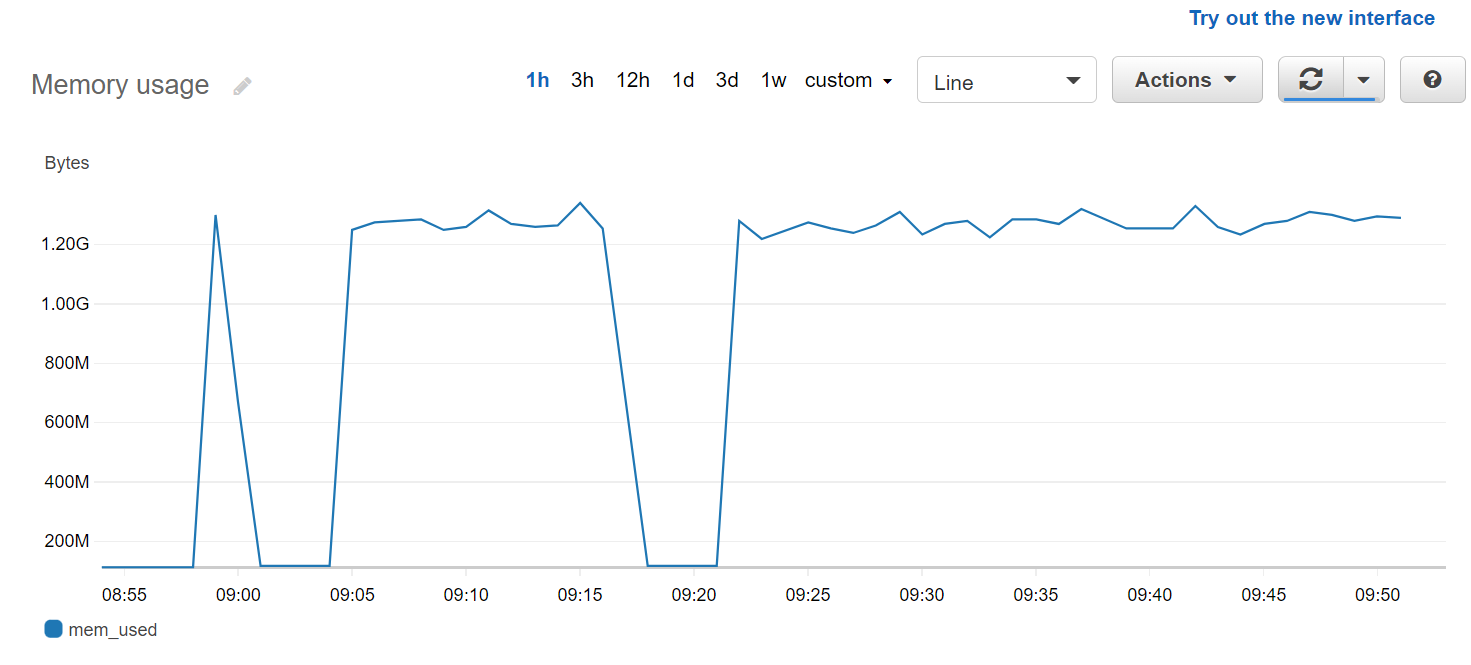 Try out the new interface
Memory usage 1h 3h 12h 1d 3d 1w custom Line Actions ?
Bytes
1.20G
1.00G
800M
600M
400M
200M
08:55 09:00 09:05 09:10 09:15 09:20 09:25 09:30 09:35 09:40 09:45 09:50
mem_used